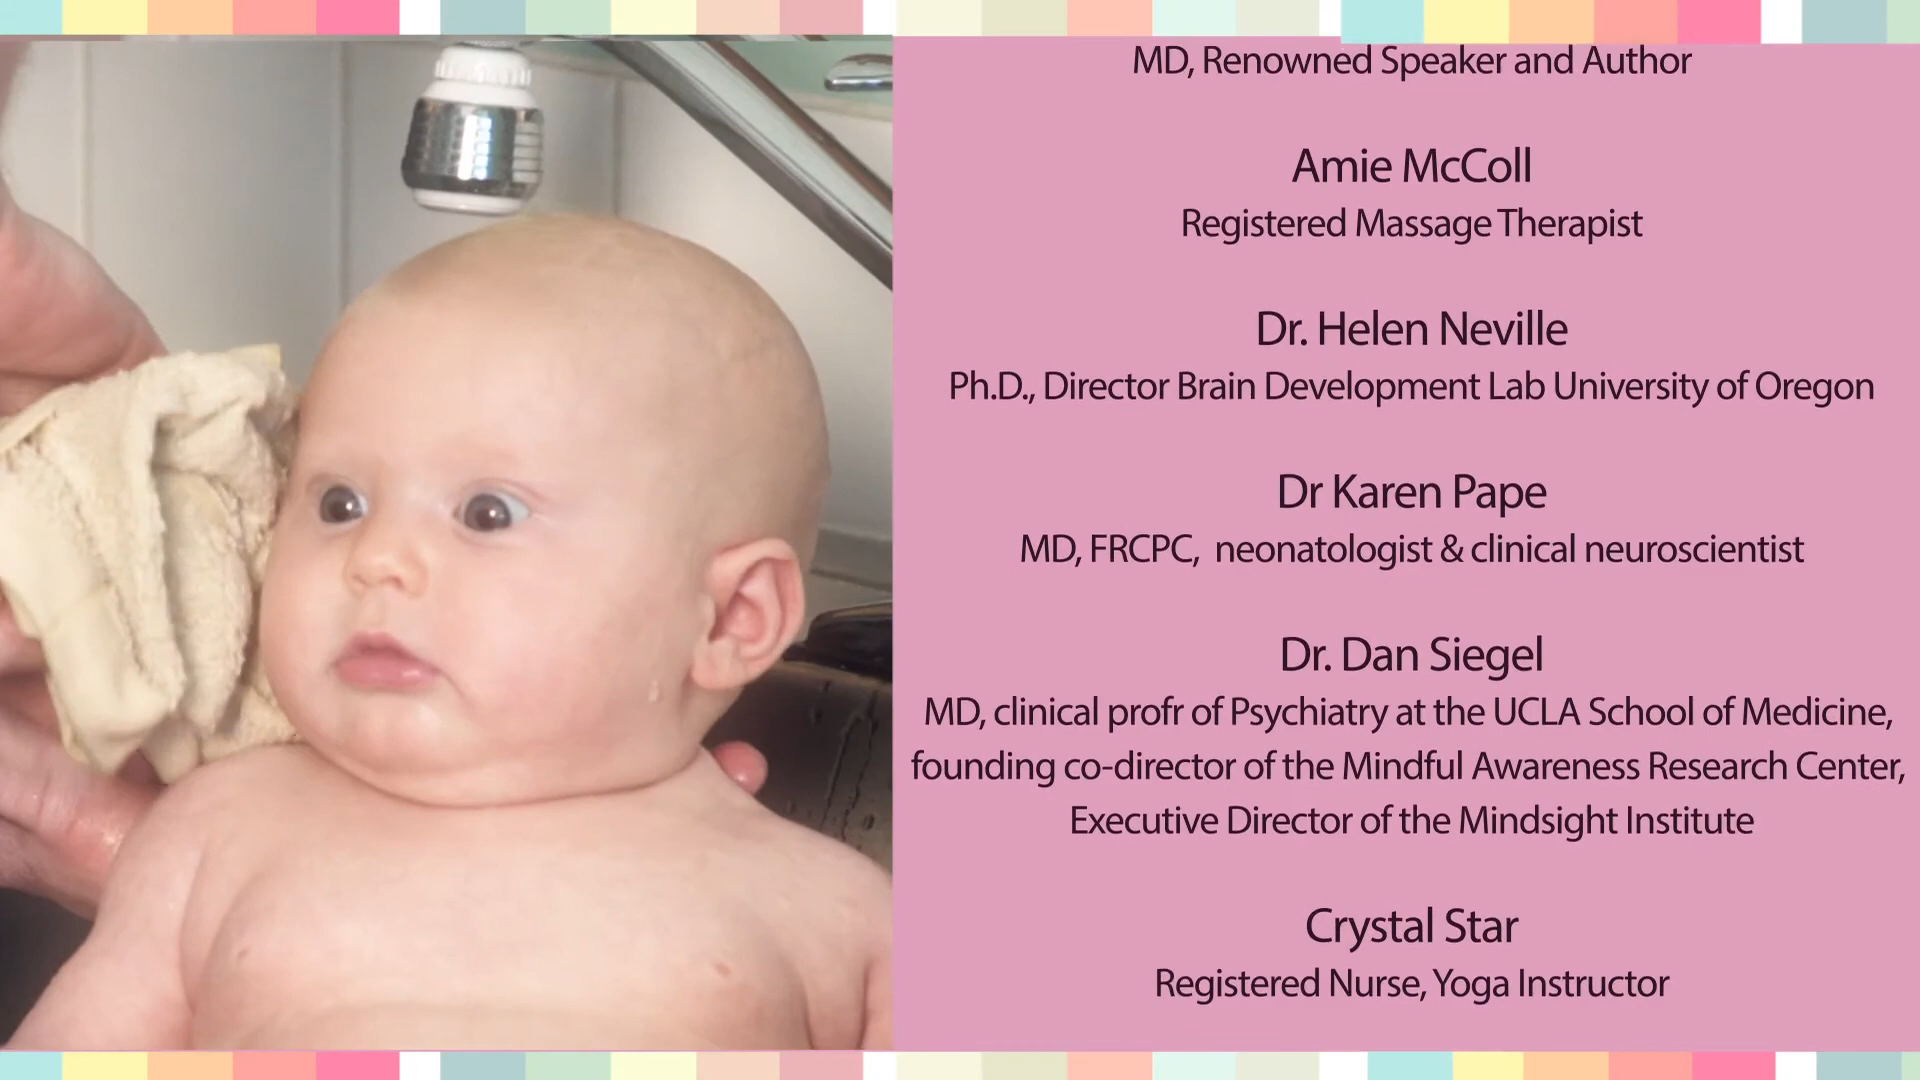 MD, Renowned Speaker and Author
Amie McColl
Registered Massage Therapist
Dr. Helen Neville
Ph.D., Director Brain Development Lab University of Oregon
Dr Karen Pape
MD, FRCPC,  neonatologist & clinical neuroscientist
Dr. Dan Siegel
MD, clinical profr of Psychiatry at the UCLA School of Medicine,
founding co-director of the Mindful Awareness Research Center,
Executive Director of the Mindsight Institute
Crystal Star
Registered Nurse, Yoga Instructor